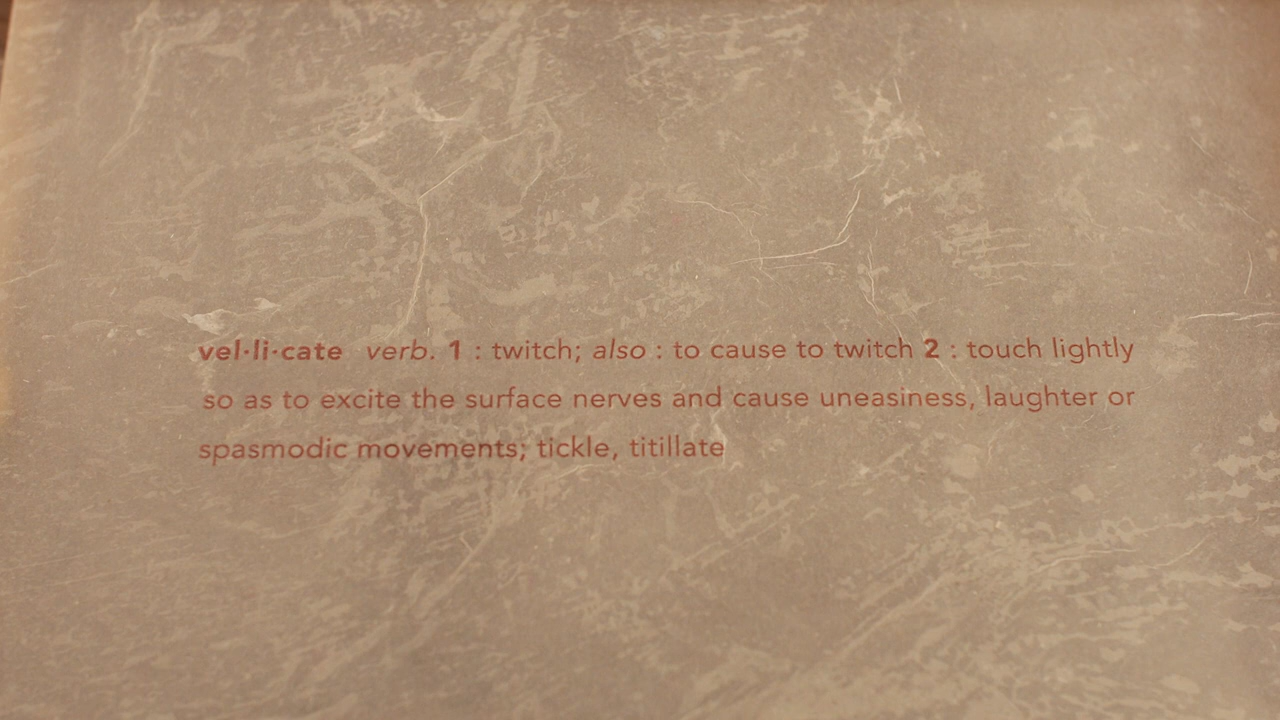 vel·li·cate verb. 1 : twitch; also : to cause to twitch 2 : touch lightly
so as to excite the surface nerves and cause uneasiness, laughter or
spasmodic movements; tickle, titillate